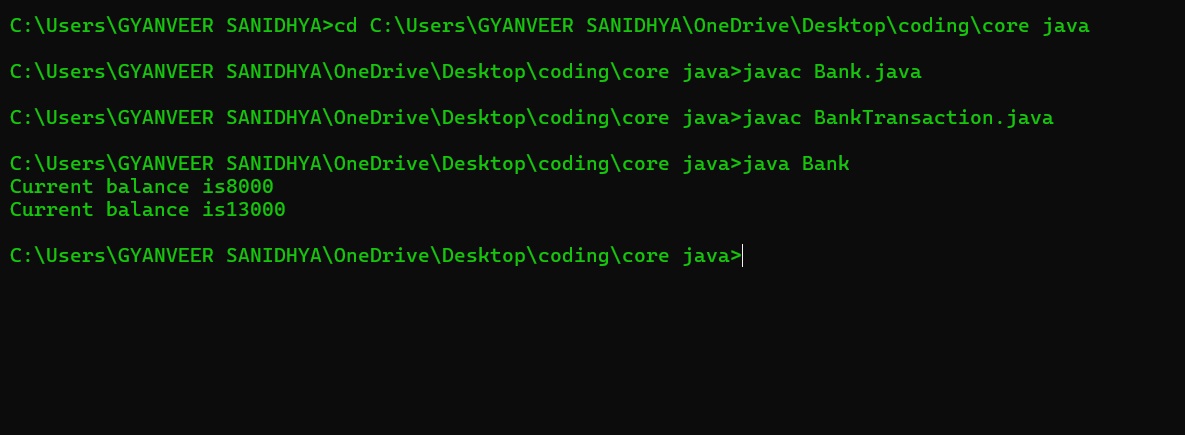 C:\Users\GYANVEER SANIDHYA>cd C:\Users\GYANVEER SANIDHYA\OneDrive\Desktop\coding\core java
C:\Users\GYANVEER SANIDHYA\OneDrive\Desktop\coding\core java>javac Bank.java
C:\Users\GYANVEER SANIDHYA\OneDrive\Desktop\coding\core java>javac BankTransaction.java
C:\Users\GYANVEER SANIDHYA\OneDrive\Desktop\coding\core java>java Bank
Current balance is8000
Current balance is13000
C:\Users\GYANVEER SANIDHYA\OneDrive\Desktop\coding\core java>